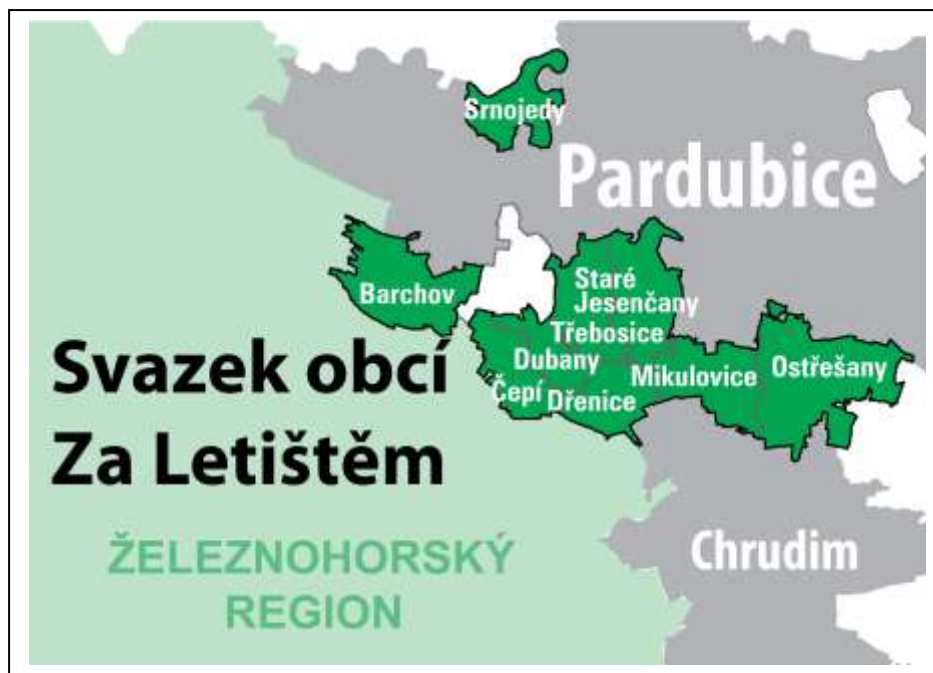 Srnojedy
Pardubice
Barchov
Staré
Jesenčany
Třebosice
Dubany
Mikulovice
Ostřešany
Čepí
Dřenice
Svazek obcí
Za Letištěm
Chrudim
ŽELEZNOHORSKÝ
REGION